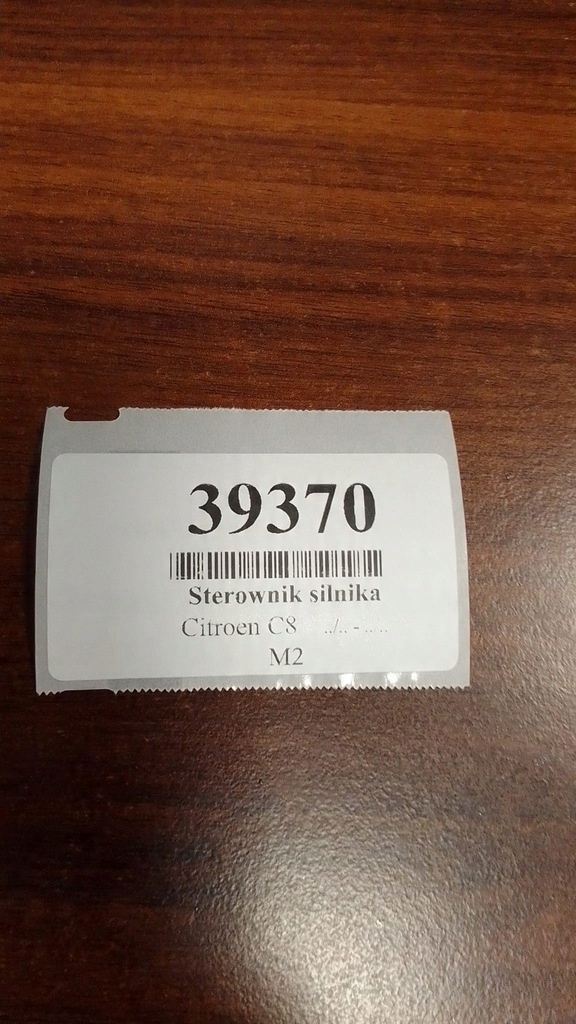 39370
Sterownik silnika
Citroen C8 ../.. - .. ..
M2